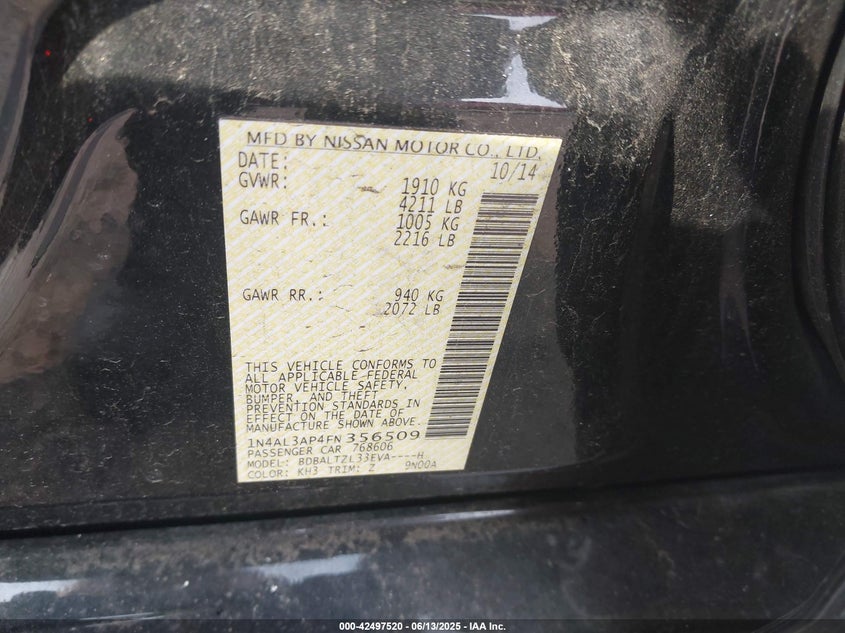 MFD BY NISSAN MOTOR CO., LTD.
DATE: 10/14
GVWR: 1910 KG
4211 LB
GAWR FR.: 1005 KG
2216 LB
GAWR RR.: 940 KG
2072 LB
THIS VEHICLE CONFORMS TO
ALL APPLICABLE FEDERAL
MOTOR VEHICLE SAFETY,
BUMPER, AND THEFT
PREVENTION STANDARDS IN
EFFECT ON THE DATE OF
MANUFACTURE SHOWN ABOVE.
1N4AL3AP4FN356509
PASSENGER CAR 768606
MODEL: BDBALTZL33EVA----H
COLOR: KH3 TRIM: Z 9N00A
000-42497520 - 06/13/2025 - IAA Inc.